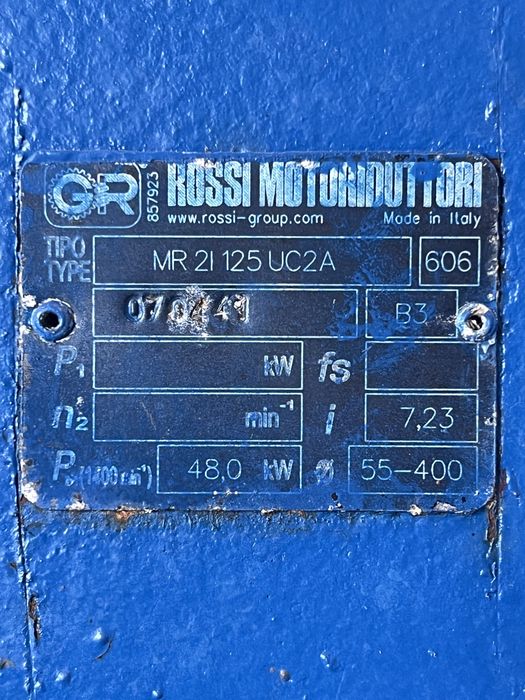 GR 857923 ROSSI MOTORIDUTTORI
www.rossi-group.com Made in Italy
TIPO
TYPE MR 2I 125 UC2A 606
070441 B3
P₁ kW fs
n₂ min⁻¹ i 7,23
(1400 min⁻¹) 48,0 kW ⌀ 55-400